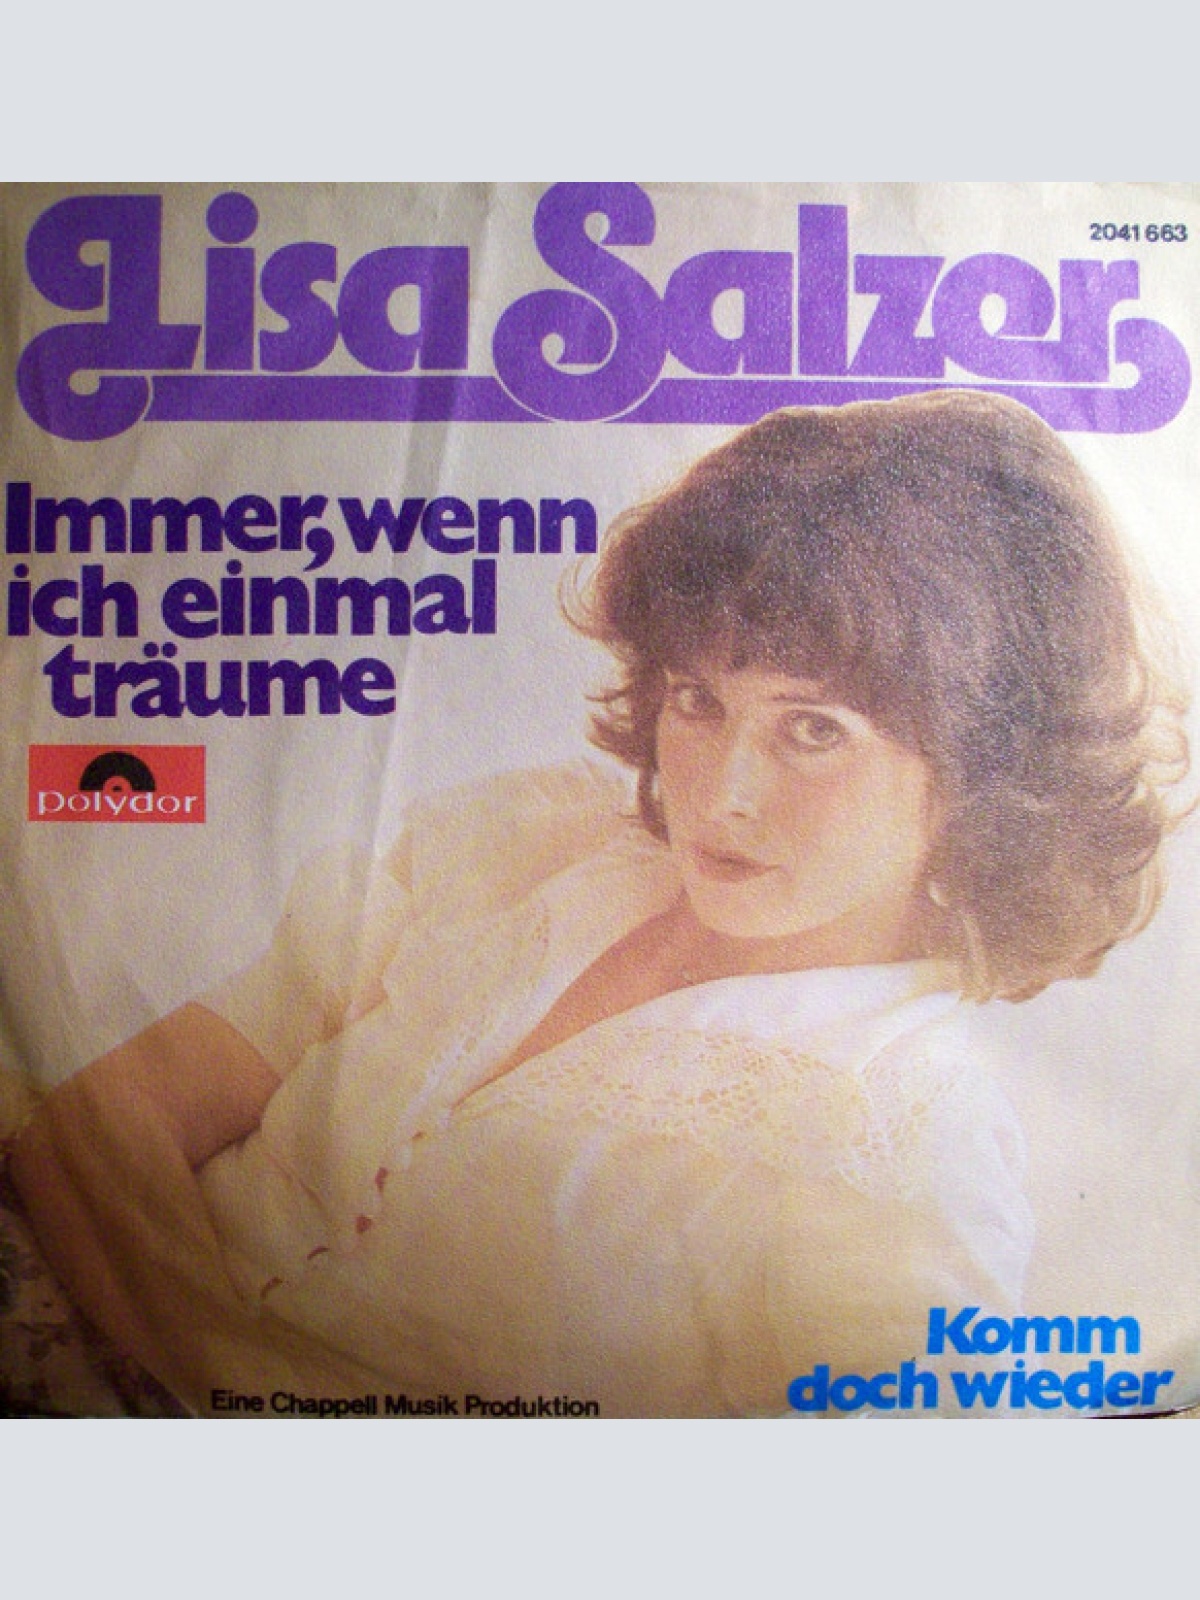 Lisa Salzer
2041 663
Immer, wenn
ich einmal
träume
polydor
Komm
doch wieder
Eine Chappell Musik Produktion